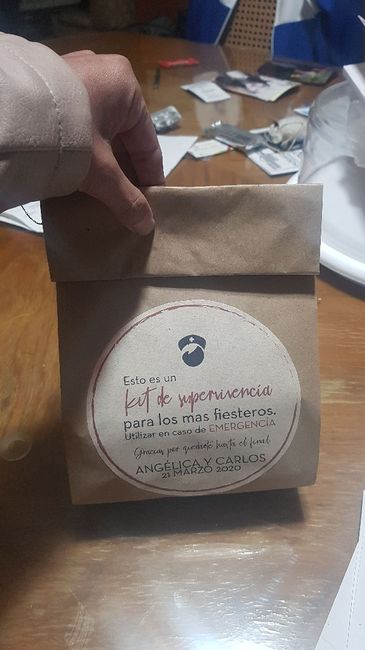 Esto es un
Kit de supervivencia
para los mas fiesteros.
Utilizar en caso de EMERGENCIA
Gracias por quedarte hasta el final
ANGÉLICA Y CARLOS
21 MARZO 2020